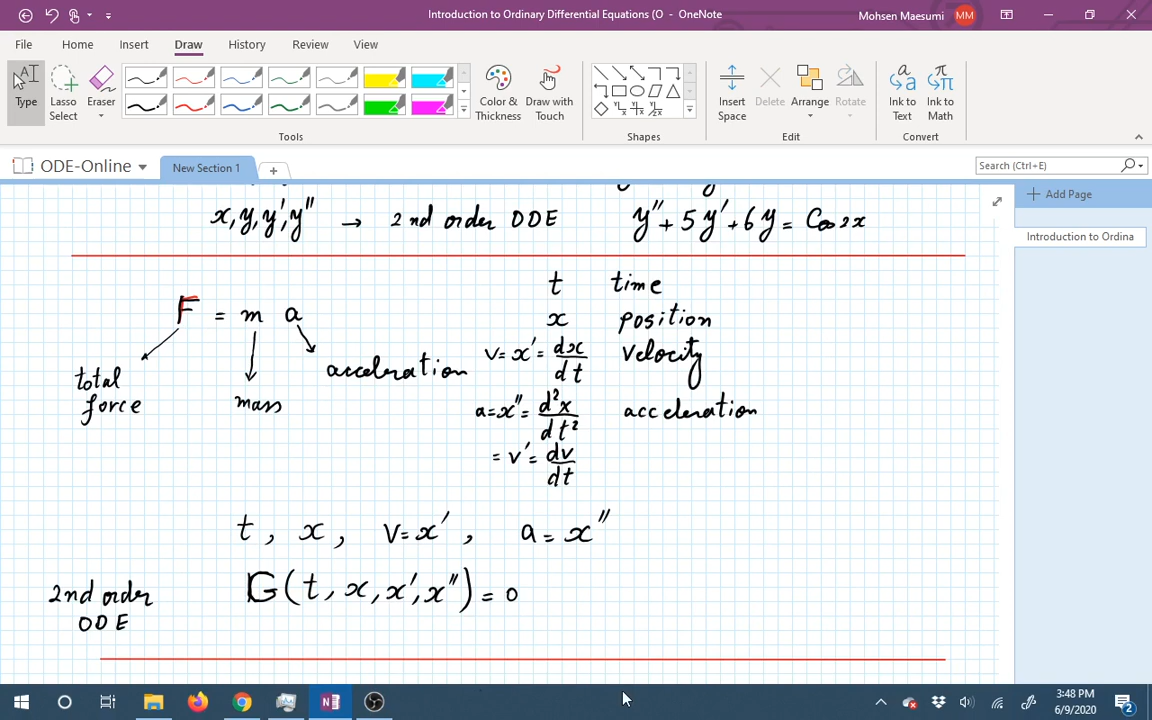 Introduction to Ordinary Differential Equations (O - OneNote
Mohsen Maesumi MM
File Home Insert Draw History Review View
Type
Lasso Select
Eraser
Color & Thickness
Draw with Touch
Insert Space
Delete
Arrange
Rotate
Ink to Text
Ink to Math
Tools Shapes Edit Convert
ODE-Online New Section 1 +
Search (Ctrl+E)
Add Page
Introduction to Ordina
x, y, y', y'' → 2nd order ODE y'' + 5y' + 6y = Cos 2x
t time
F = m a
x position
v = x' = dx/dt velocity
total force
mass
acceleration
a = x'' = d²x/dt² acceleration
= v' = dv/dt
t, x, v = x', a = x''
2nd order ODE
G(t, x, x', x'') = 0
3:48 PM
6/9/2020
2